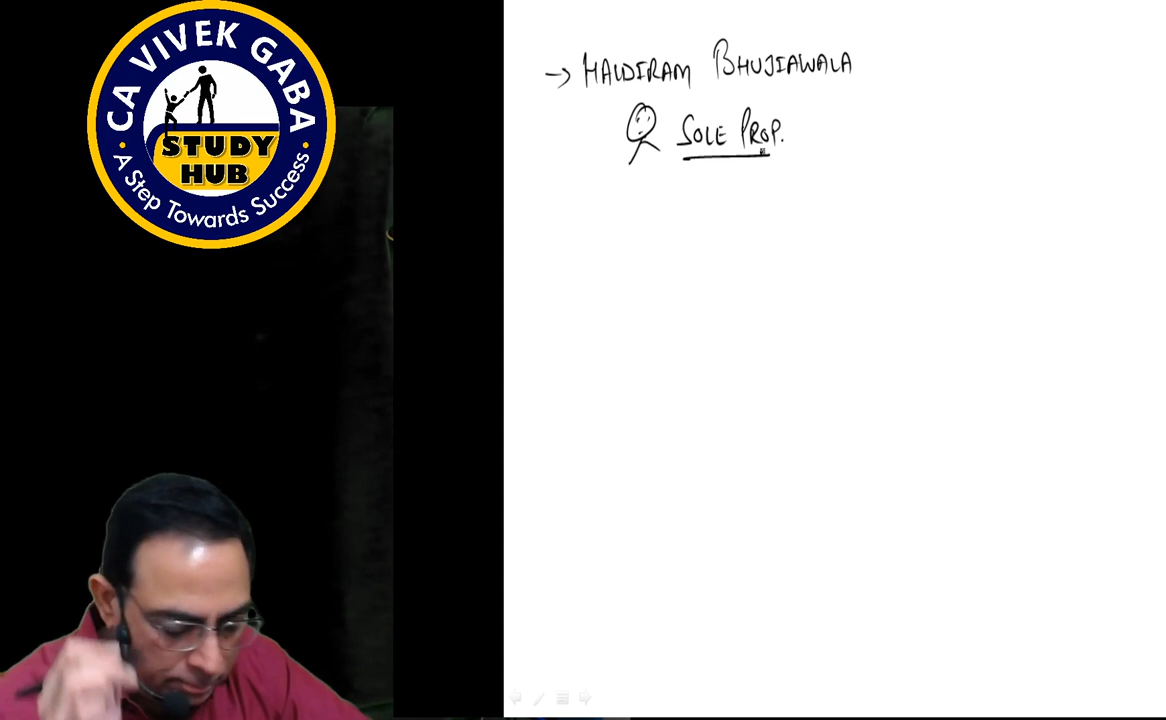 CA VIVEK GABA
STUDY
HUB
• A Step Towards Success •
→ HALDIRAM BHUJIAWALA
SOLE PROP.